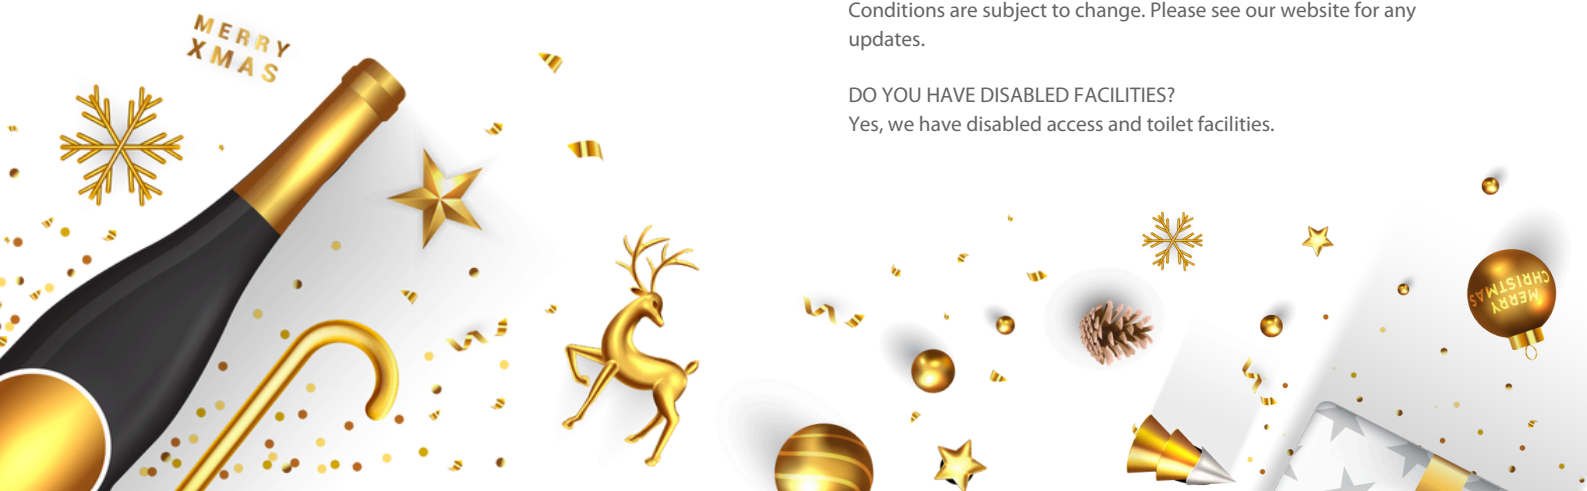 MERRY
XMAS
Conditions are subject to change. Please see our website for any
updates.
DO YOU HAVE DISABLED FACILITIES?
Yes, we have disabled access and toilet facilities.
MERRY
CHRISTMAS